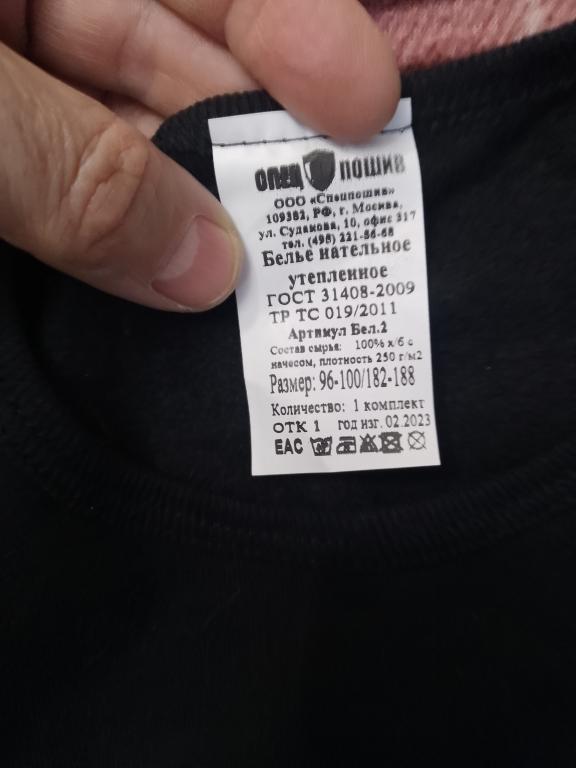 СПЕЦ ПОШИВ
ООО «Спецпошив»
109382, РФ, г. Москва,
ул. Судакова, 10, офис 317
тел. (495) 221-56-68
Белье нательное
утепленное
ГОСТ 31408-2009
ТР ТС 019/2011
Артикул Бел.2
Состав сырья: 100% х/б с
начесом, плотность 250 г/м2
Размер: 96-100/182-188
Количество: 1 комплект
ОТК 1 год изг. 02.2023
ЕАС